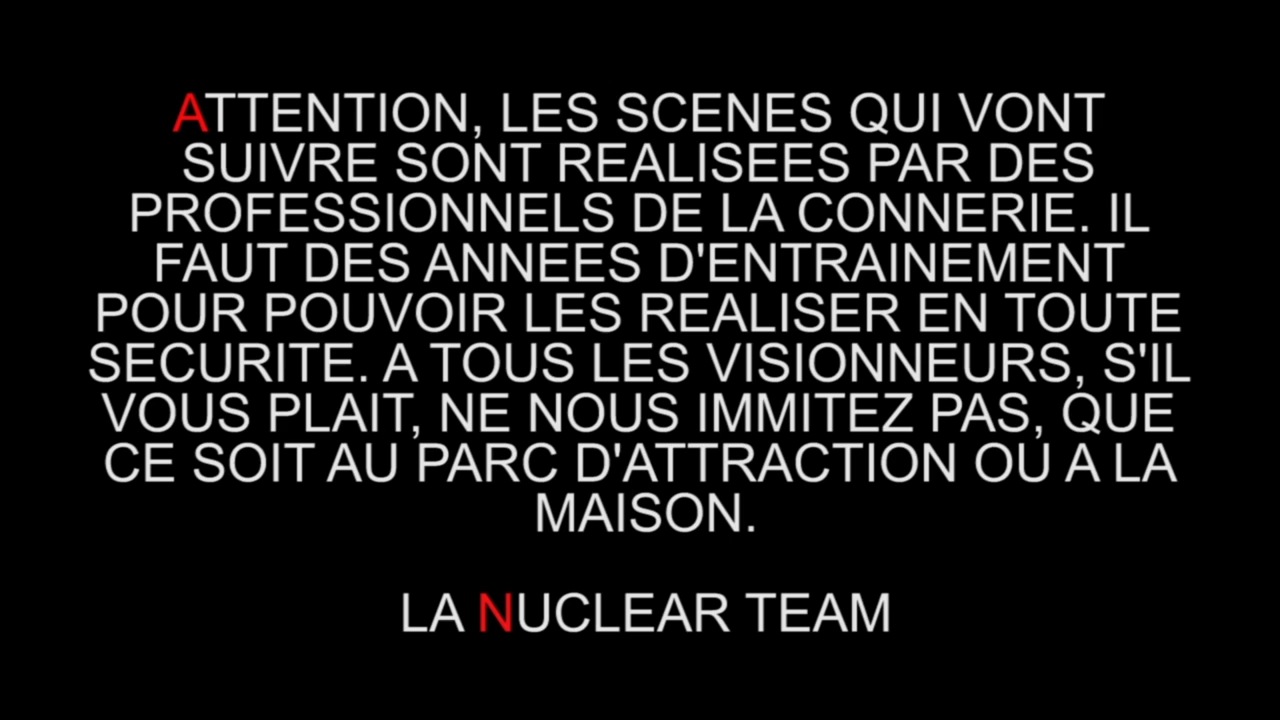 ATTENTION, LES SCENES QUI VONT
SUIVRE SONT REALISEES PAR DES
PROFESSIONNELS DE LA CONNERIE. IL
FAUT DES ANNEES D'ENTRAINEMENT
POUR POUVOIR LES REALISER EN TOUTE
SECURITE. A TOUS LES VISIONNEURS, S'IL
VOUS PLAIT, NE NOUS IMMITEZ PAS, QUE
CE SOIT AU PARC D'ATTRACTION OU A LA
MAISON.
LA NUCLEAR TEAM